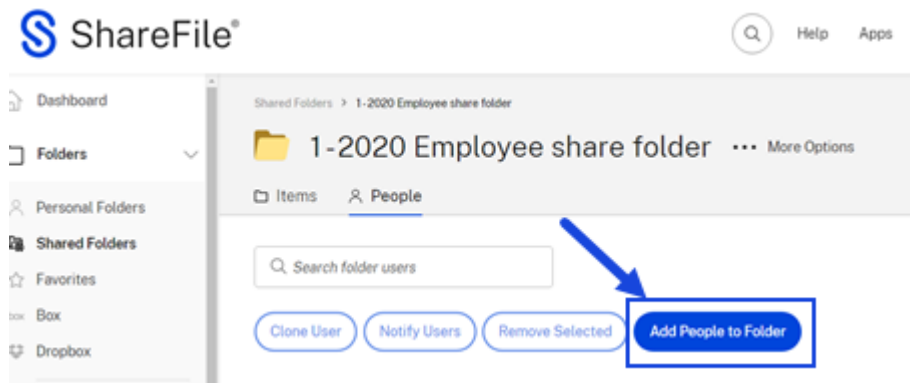 ShareFile®
Help Apps
Dashboard
Folders
Personal Folders
Shared Folders
Favorites
box Box
Dropbox
Shared Folders > 1-2020 Employee share folder
1-2020 Employee share folder ••• More Options
Items People
Search folder users
Clone User Notify Users Remove Selected Add People to Folder